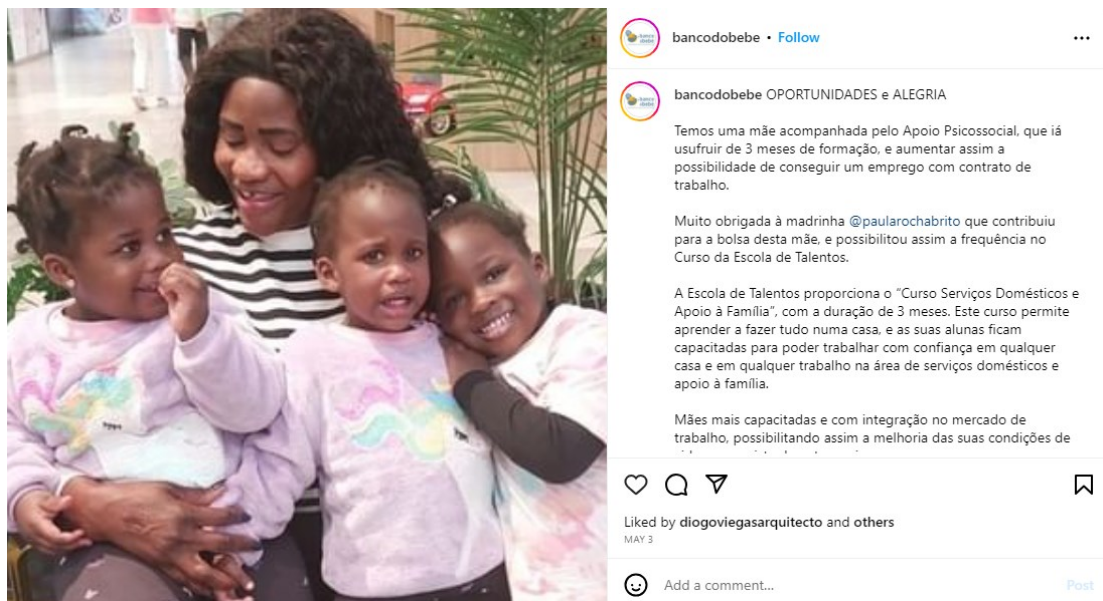 bancodobebe • Follow
bancodobebe OPORTUNIDADES e ALEGRIA
Temos uma mãe acompanhada pelo Apoio Psicossocial, que iá
usufruir de 3 meses de formação, e aumentar assim a
possibilidade de conseguir um emprego com contrato de
trabalho.
Muito obrigada à madrinha @paularochabrito que contribuiu
para a bolsa desta mãe, e possibilitou assim a frequência no
Curso da Escola de Talentos.
A Escola de Talentos proporciona o “Curso Serviços Domésticos e
Apoio à Família”, com a duração de 3 meses. Este curso permite
aprender a fazer tudo numa casa, e as suas alunas ficam
capacitadas para poder trabalhar com confiança em qualquer
casa e em qualquer trabalho na área de serviços domésticos e
apoio à família.
Mães mais capacitadas e com integração no mercado de
trabalho, possibilitando assim a melhoria das suas condições de
Liked by diogoviegasarquitecto and others
MAY 3
Add a comment...
Post